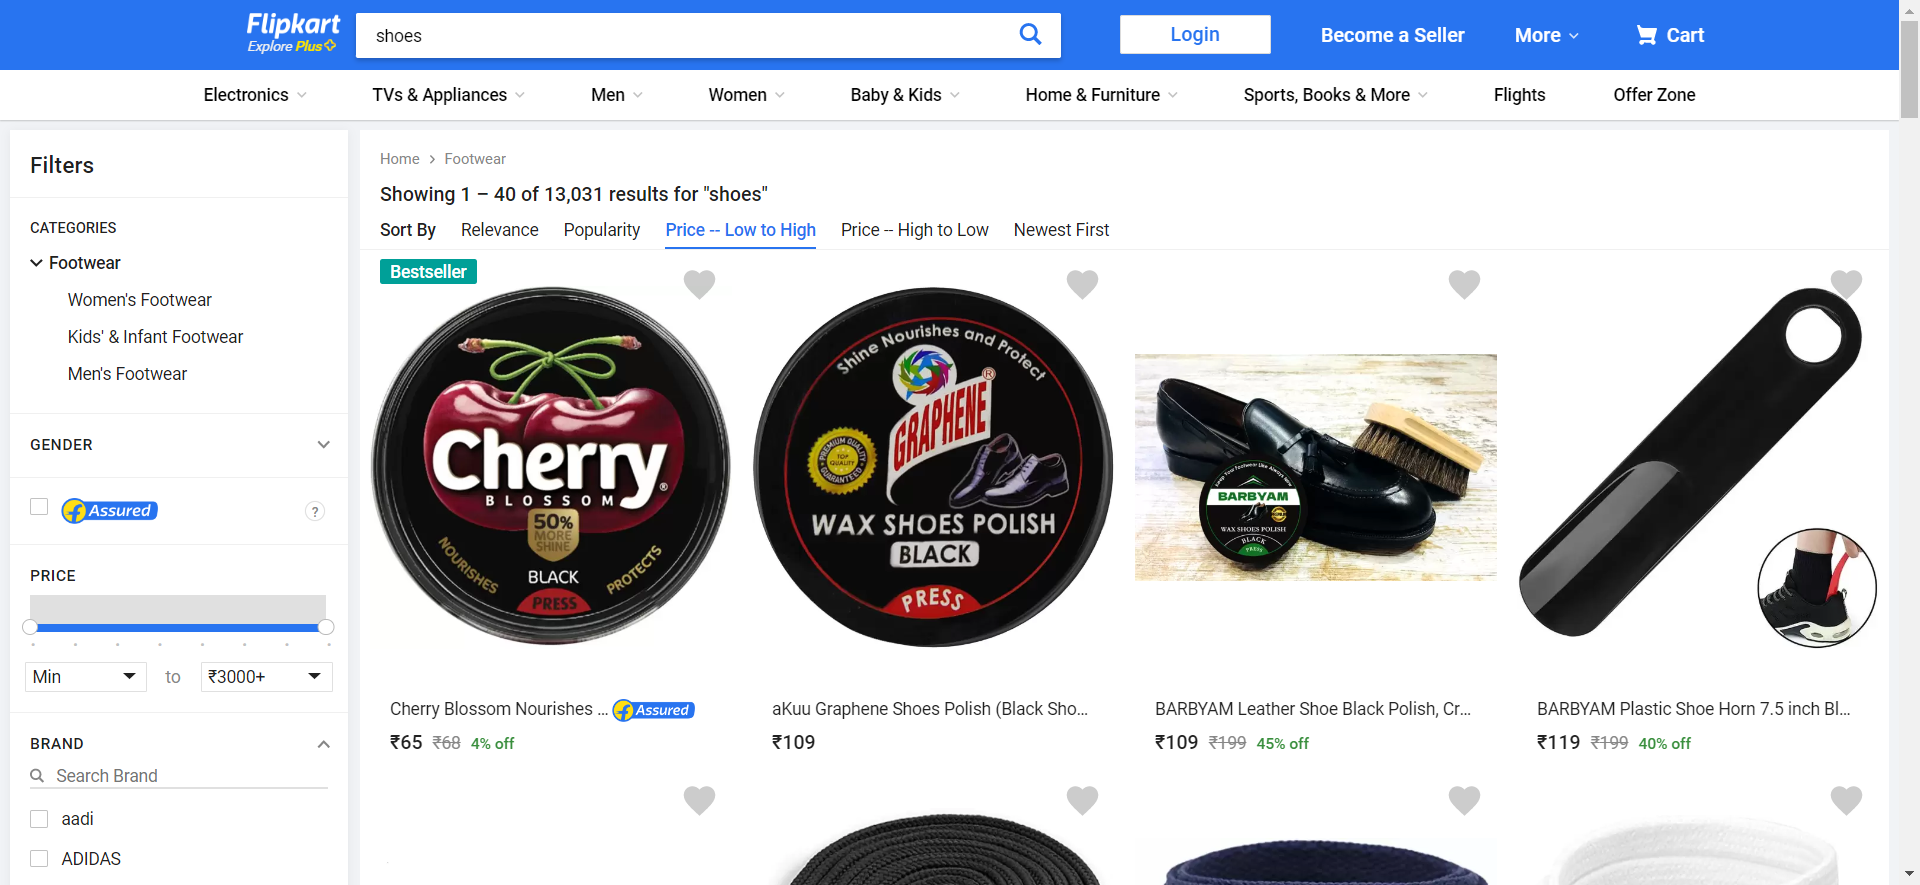 Flipkart
Explore Plus
shoes
Login
Become a Seller
More
Cart
Electronics
TVs & Appliances
Men
Women
Baby & Kids
Home & Furniture
Sports, Books & More
Flights
Offer Zone
Filters
CATEGORIES
Footwear
Women's Footwear
Kids' & Infant Footwear
Men's Footwear
GENDER
Assured
?
PRICE
Min to ₹3000+
BRAND
Search Brand
aadi
ADIDAS
Home > Footwear
Showing 1 – 40 of 13,031 results for "shoes"
Sort By Relevance Popularity Price -- Low to High Price -- High to Low Newest First
Bestseller
Cherry®
BLOSSOM
50%
MORE
SHINE
NOURISHES
BLACK
PROTECTS
PRESS
Shine Nourishes and Protect
GRAPHENE®
PREMIUM QUALITY
TOP
QUALITY
GUARANTEED
WAX SHOES POLISH
BLACK
PRESS
Keep Your Footwear Like Always New
BARBYAM
WAX SHOES POLISH
BLACK
PRESS
Cherry Blossom Nourishes ... Assured
₹65 ₹68 4% off
aKuu Graphene Shoes Polish (Black Sho...
₹109
BARBYAM Leather Shoe Black Polish, Cr...
₹109 ₹199 45% off
BARBYAM Plastic Shoe Horn 7.5 inch Bl...
₹119 ₹199 40% off